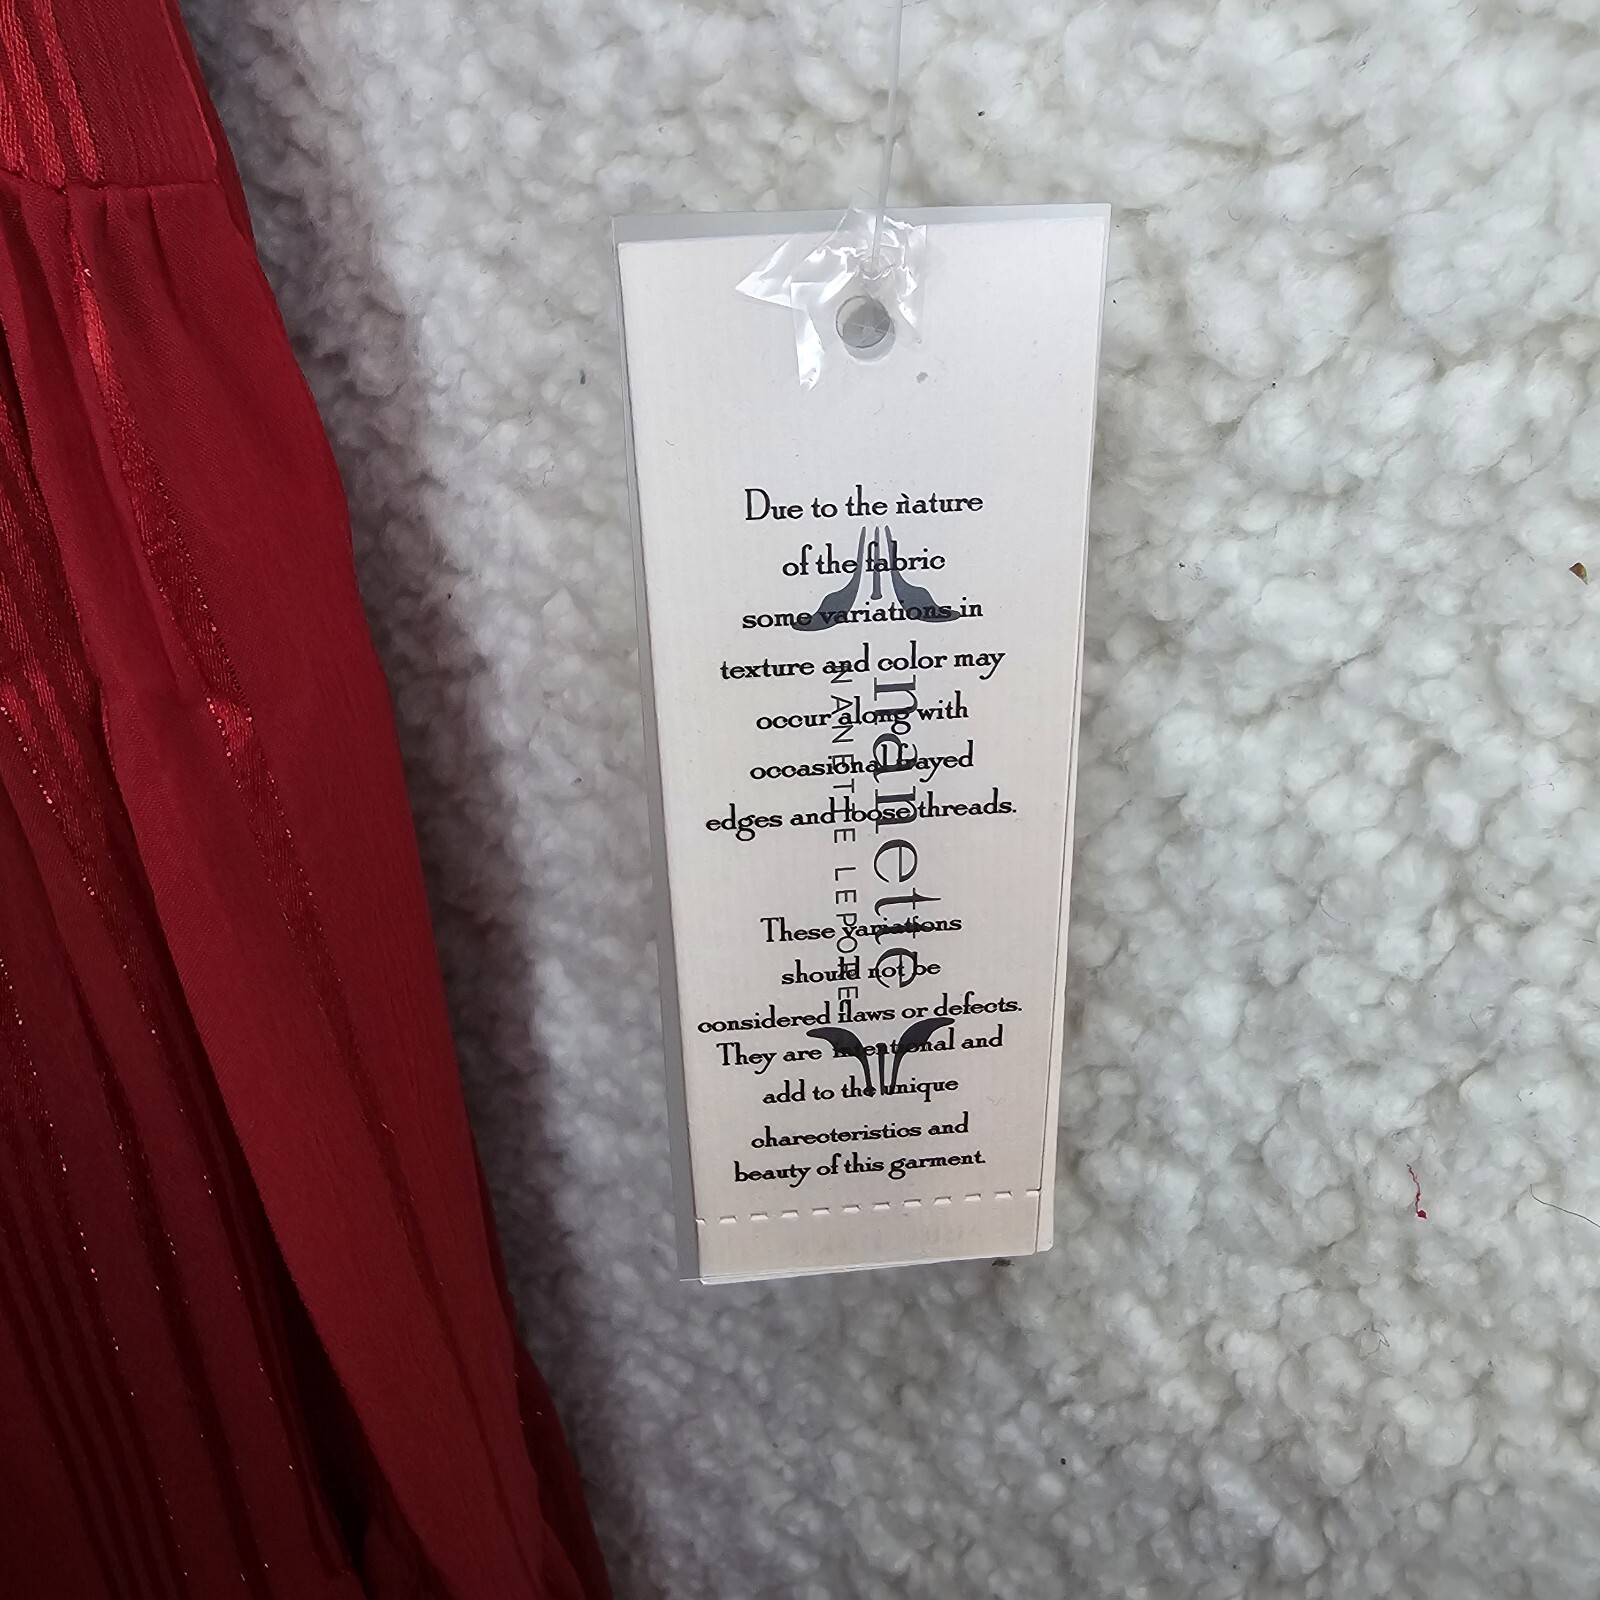 Due to the nature
of the fabric
some variations in
texture and color may
occur along with
occasional frayed
edges and loose threads.
These variations
should not be
considered flaws or defects.
They are intentional and
add to the unique
charecteristics and
beauty of this garment.
nanette
NANETTE LEPORE